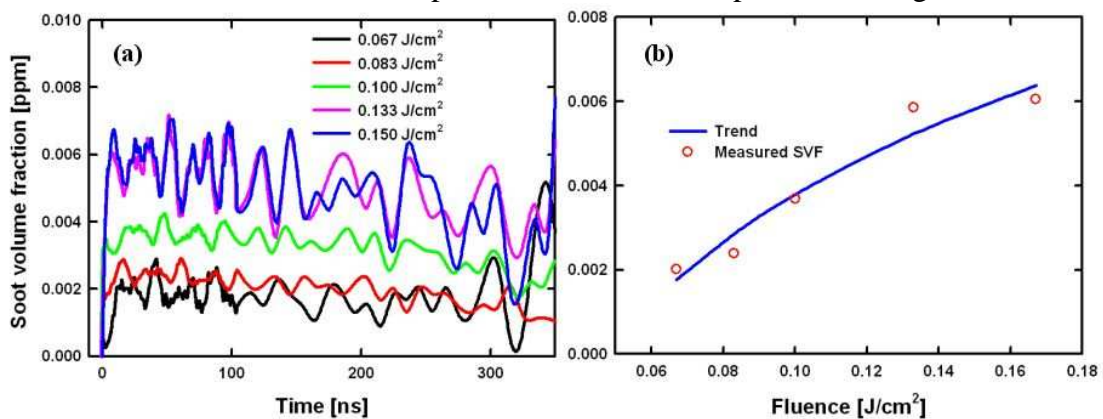 (a)
0.067 J/cm²
0.083 J/cm²
0.100 J/cm²
0.133 J/cm²
0.150 J/cm²
Soot volume fraction [ppm]
0.010
0.008
0.006
0.004
0.002
0.000
0 100 200 300
Time [ns]
(b)
Trend
Measured SVF
0.008
0.006
0.004
0.002
0.000
0.06 0.08 0.10 0.12 0.14 0.16 0.18
Fluence [J/cm²]